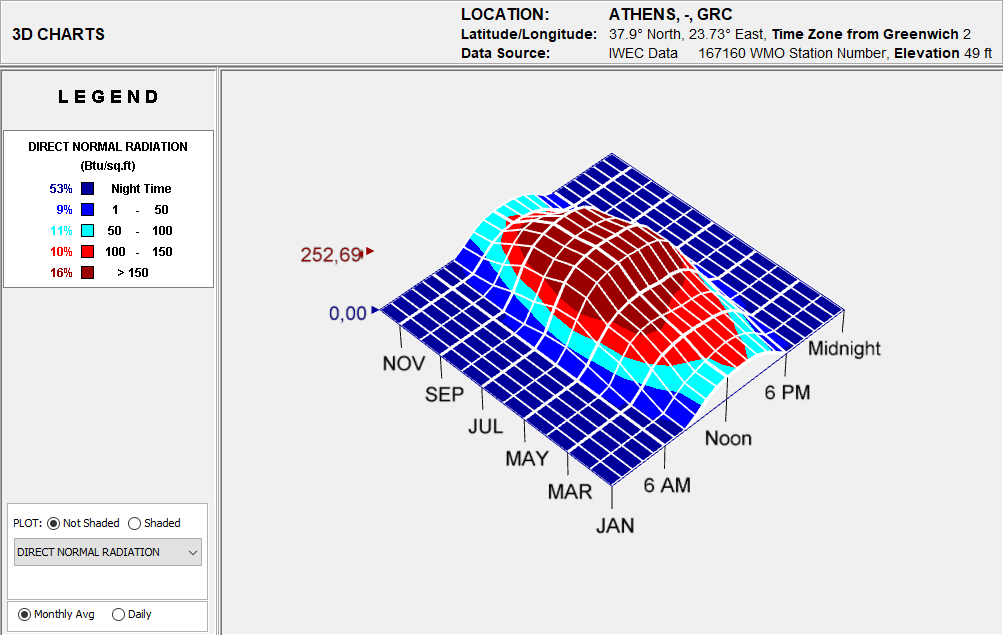 3D CHARTS
LOCATION: ATHENS, -, GRC
Latitude/Longitude: 37.9° North, 23.73° East, Time Zone from Greenwich 2
Data Source: IWEC Data 167160 WMO Station Number, Elevation 49 ft
LEGEND
DIRECT NORMAL RADIATION
(Btu/sq.ft)
53% Night Time
9% 1 - 50
11% 50 - 100
10% 100 - 150
16% > 150
252,69
0,00
NOV
SEP
JUL
MAY
MAR
JAN
6 AM
Noon
6 PM
Midnight
PLOT: Not Shaded Shaded
DIRECT NORMAL RADIATION
Monthly Avg Daily